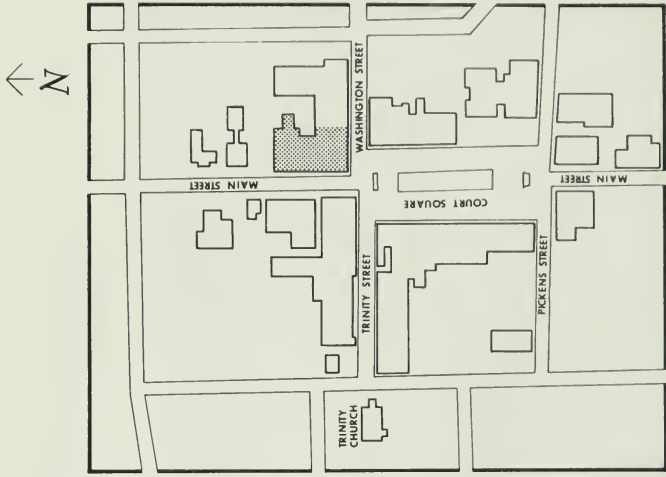 N
WASHINGTON STREET
MAIN STREET
COURT SQUARE
MAIN STREET
TRINITY STREET
PICKENS STREET
TRINITY
CHURCH